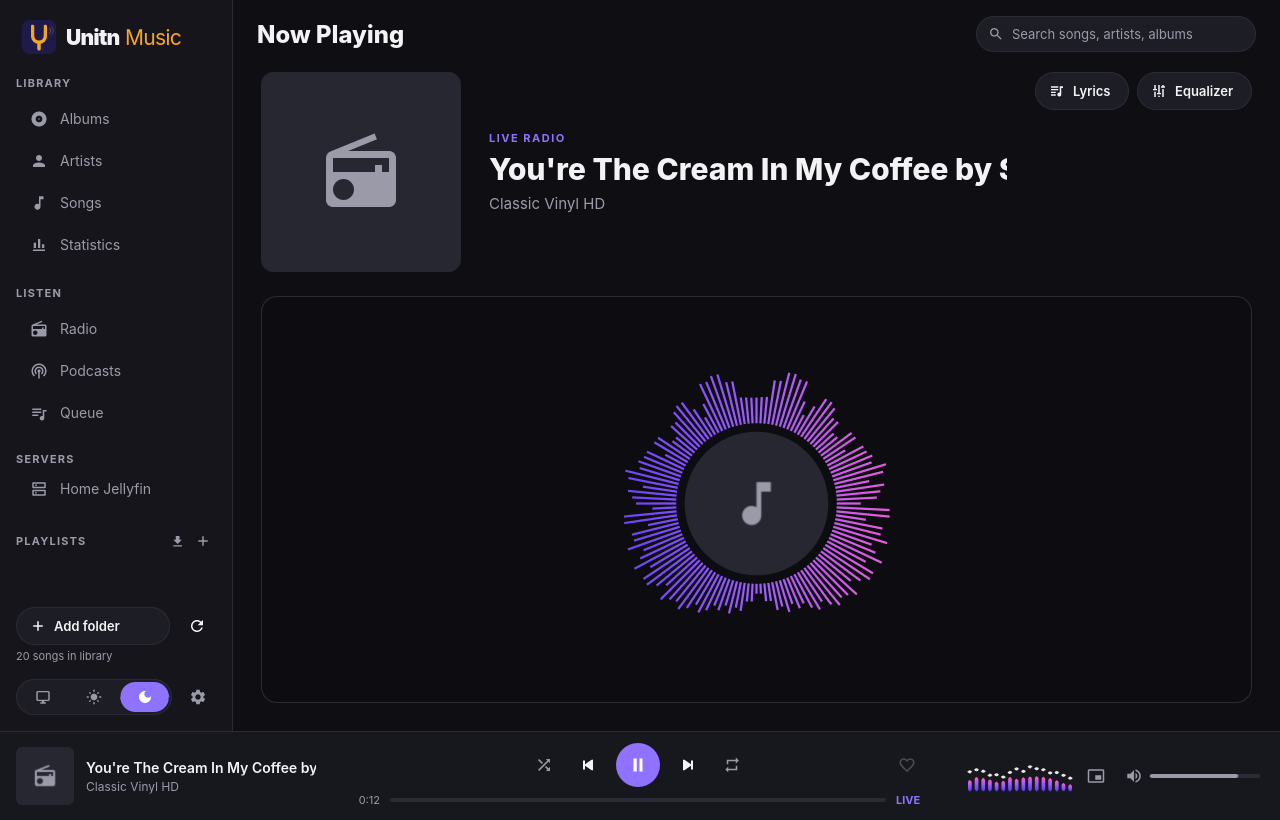 Unitn Music
LIBRARY
Albums
Artists
Songs
Statistics
LISTEN
Radio
Podcasts
Queue
SERVERS
Home Jellyfin
PLAYLISTS
Add folder
20 songs in library
Now Playing
Search songs, artists, albums
Lyrics
Equalizer
LIVE RADIO
You're The Cream In My Coffee by
Classic Vinyl HD
You're The Cream In My Coffee by
Classic Vinyl HD
0:12
LIVE